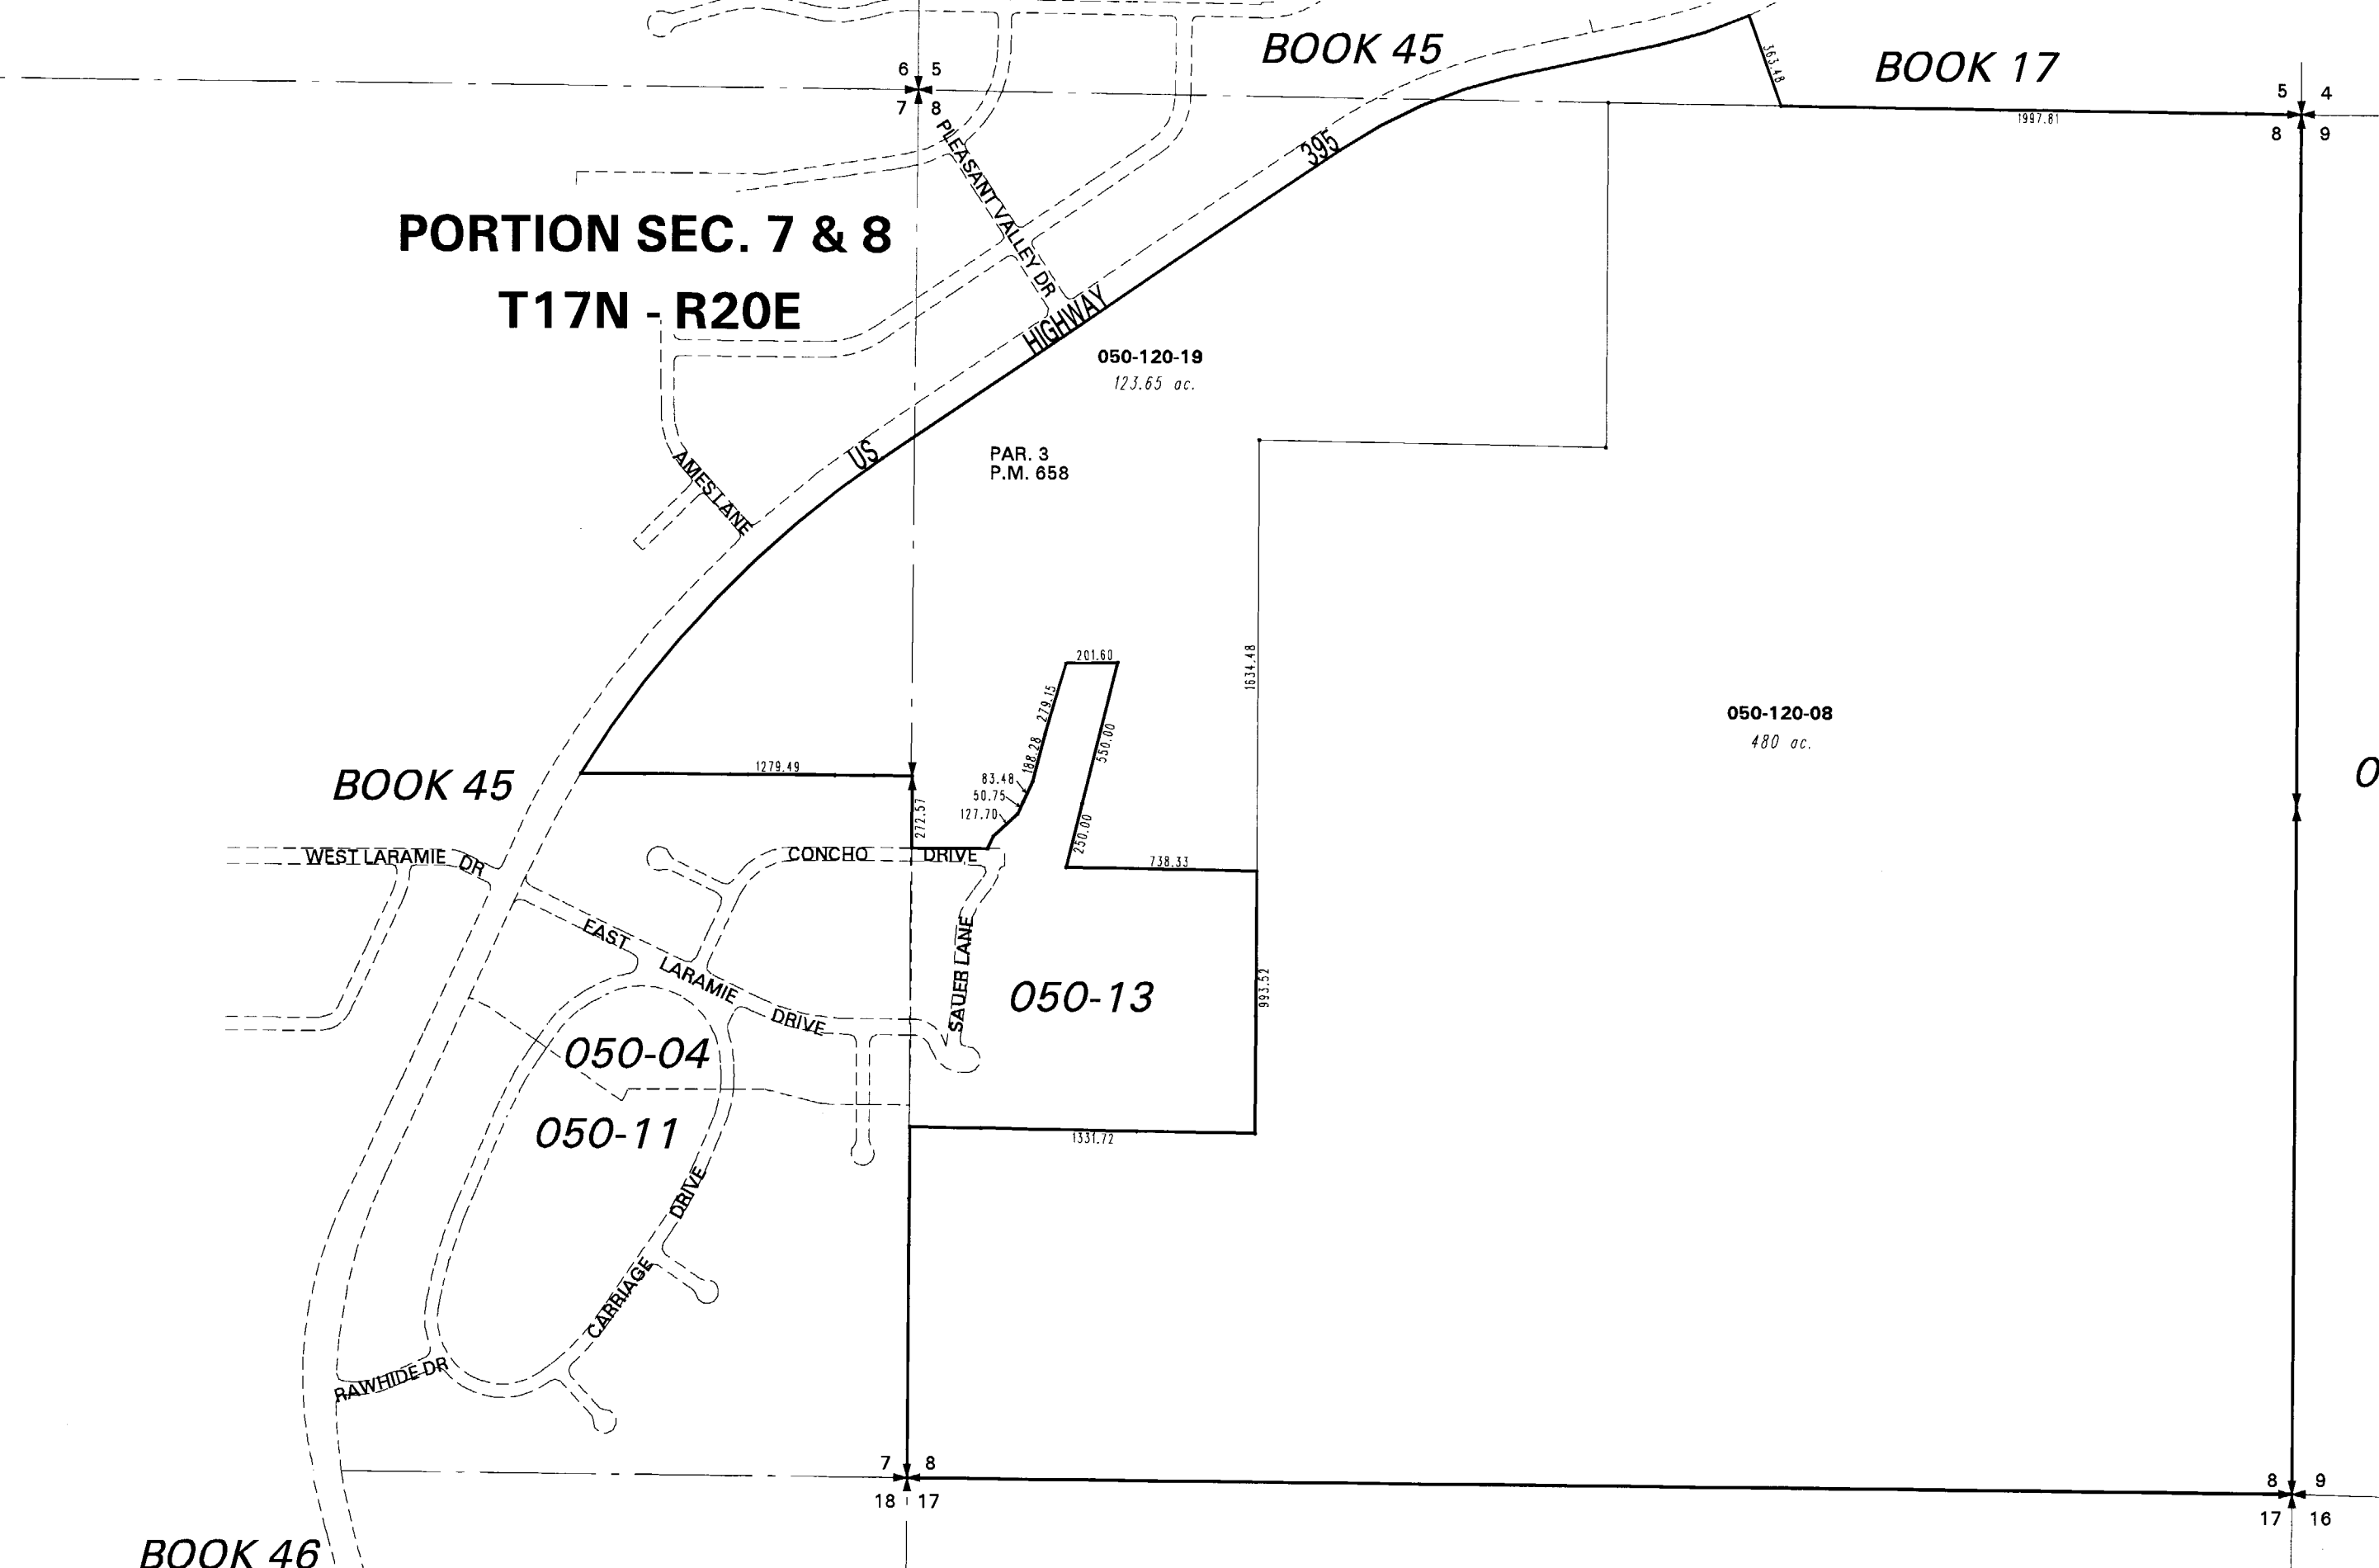 BOOK 45
BOOK 17
363.48
6 5
7 8
5 4
8 9
1997.81
395
PLEASANT VALLEY DR
PORTION SEC. 7 & 8
T17N - R20E
US HIGHWAY
050-120-19
123.65 ac.
PAR. 3
P.M. 658
AMES LANE
201.60
1634.48
279.15
188.28
550.00
050-120-08
480 ac.
BOOK 45
1279.49
83.48
50.75
127.70
272.57
250.00
738.33
WEST LARAMIE DR
CONCHO DRIVE
EAST LARAMIE DRIVE
SAUER LANE
993.52
050-13
050-04
050-11
1331.72
CARRIAGE DRIVE
RAWHIDE DR
7 8
18 17
8 9
17 16
BOOK 46